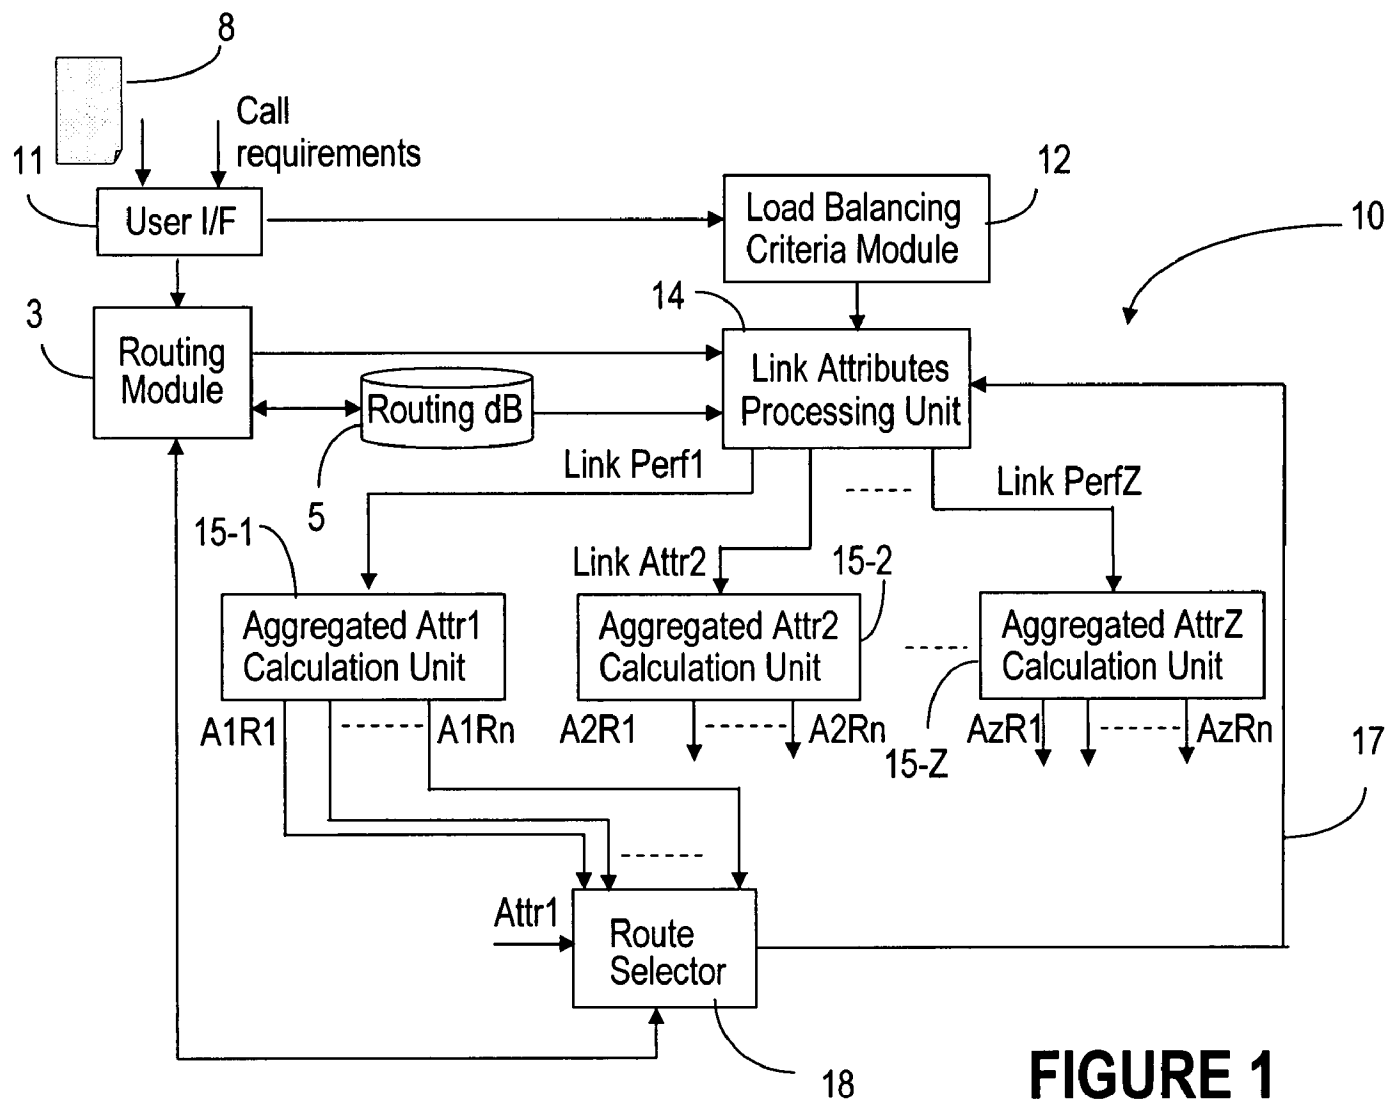 8
Call
requirements
11
User I/F
12
Load Balancing
Criteria Module
10
3
Routing
Module
14
Link Attributes
Processing Unit
Routing dB
5
Link Perf1
Link PerfZ
15-1
Link Attr2
15-2
Aggregated Attr1
Calculation Unit
Aggregated Attr2
Calculation Unit
Aggregated AttrZ
Calculation Unit
A1R1
A1Rn
A2R1
A2Rn
15-Z
AzR1
AzRn
17
Attr1
Route
Selector
18
FIGURE 1